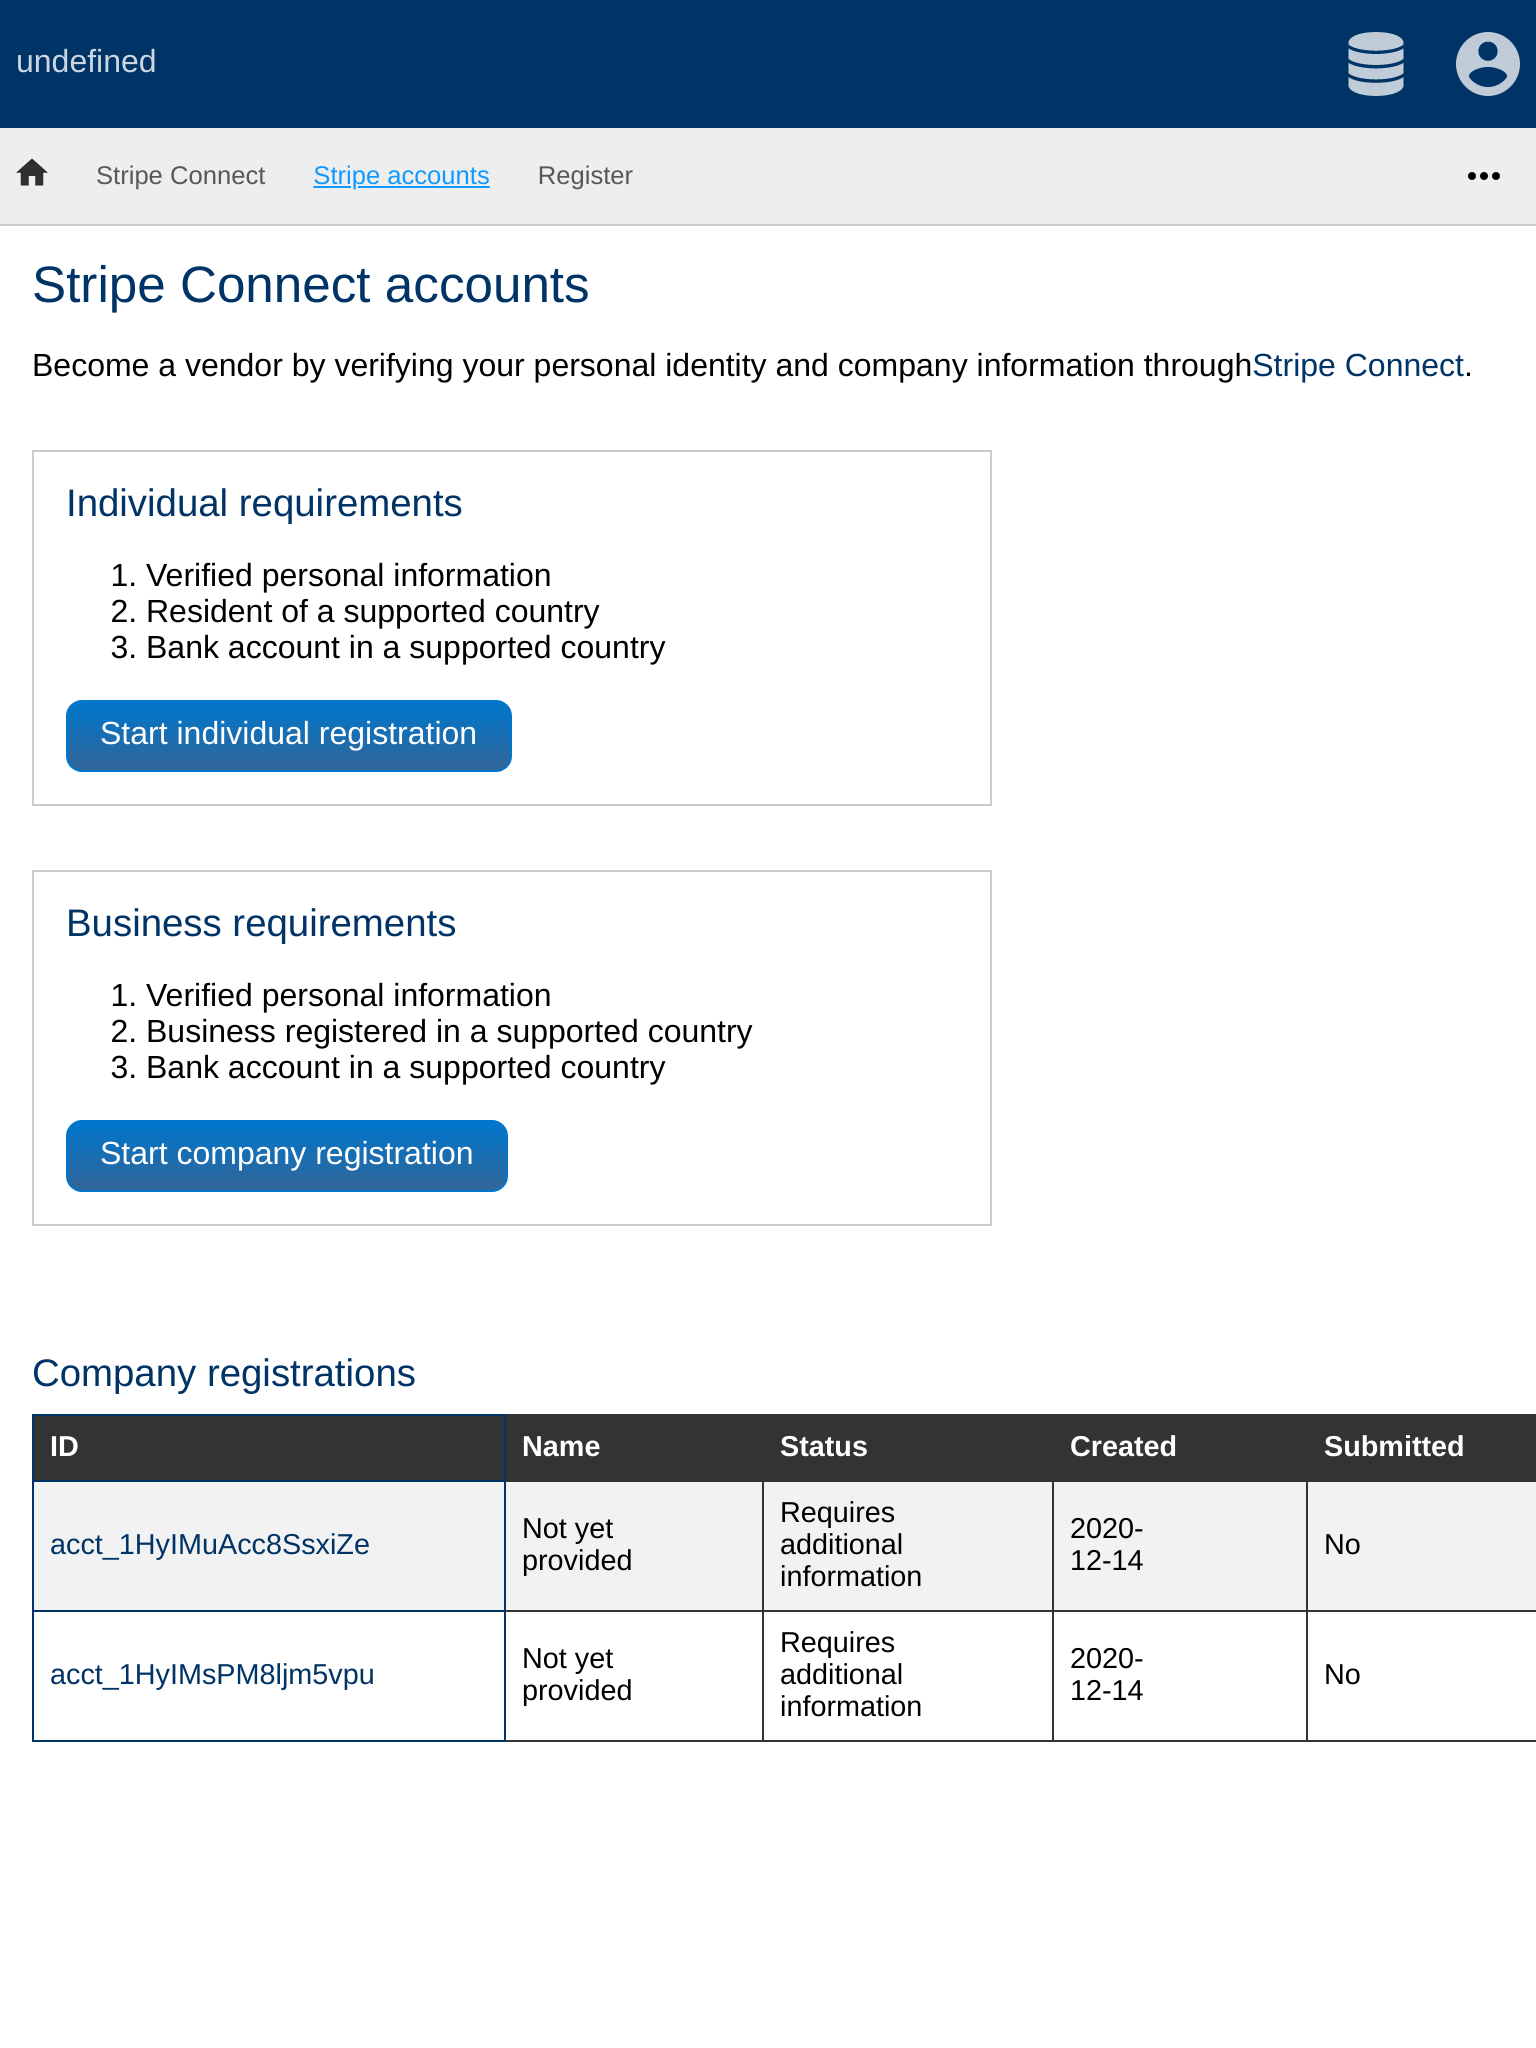 undefined
Stripe Connect Stripe accounts Register
Stripe Connect accounts
Become a vendor by verifying your personal identity and company information throughStripe Connect.
Individual requirements
1. Verified personal information
2. Resident of a supported country
3. Bank account in a supported country
Start individual registration
Business requirements
1. Verified personal information
2. Business registered in a supported country
3. Bank account in a supported country
Start company registration
Company registrations
ID Name Status Created Submitted
acct_1HyIMuAcc8SsxiZe
Not yet
provided
Requires
additional
information
2020-
12-14
No
acct_1HyIMsPM8ljm5vpu
Not yet
provided
Requires
additional
information
2020-
12-14
No